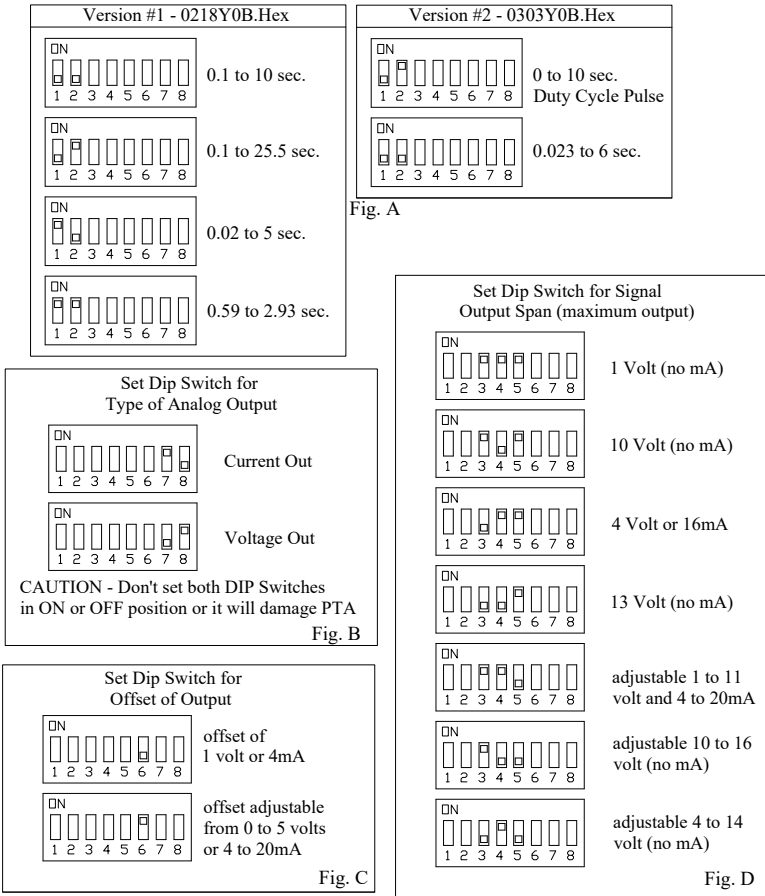 Version #1 - 0218Y0B.Hex
ON
1 2 3 4 5 6 7 8
0.1 to 10 sec.
ON
1 2 3 4 5 6 7 8
0.1 to 25.5 sec.
ON
1 2 3 4 5 6 7 8
0.02 to 5 sec.
ON
1 2 3 4 5 6 7 8
0.59 to 2.93 sec.
Version #2 - 0303Y0B.Hex
ON
1 2 3 4 5 6 7 8
0 to 10 sec.
Duty Cycle Pulse
ON
1 2 3 4 5 6 7 8
0.023 to 6 sec.
Fig. A
Set Dip Switch for
Type of Analog Output
ON
1 2 3 4 5 6 7 8
Current Out
ON
1 2 3 4 5 6 7 8
Voltage Out
CAUTION - Don't set both DIP Switches
in ON or OFF position or it will damage PTA
Fig. B
Set Dip Switch for
Offset of Output
ON
1 2 3 4 5 6 7 8
offset of
1 volt or 4mA
ON
1 2 3 4 5 6 7 8
offset adjustable
from 0 to 5 volts
or 4 to 20mA
Fig. C
Set Dip Switch for Signal
Output Span (maximum output)
ON
1 2 3 4 5 6 7 8
1 Volt (no mA)
ON
1 2 3 4 5 6 7 8
10 Volt (no mA)
ON
1 2 3 4 5 6 7 8
4 Volt or 16mA
ON
1 2 3 4 5 6 7 8
13 Volt (no mA)
ON
1 2 3 4 5 6 7 8
adjustable 1 to 11
volt and 4 to 20mA
ON
1 2 3 4 5 6 7 8
adjustable 10 to 16
volt (no mA)
ON
1 2 3 4 5 6 7 8
adjustable 4 to 14
volt (no mA)
Fig. D